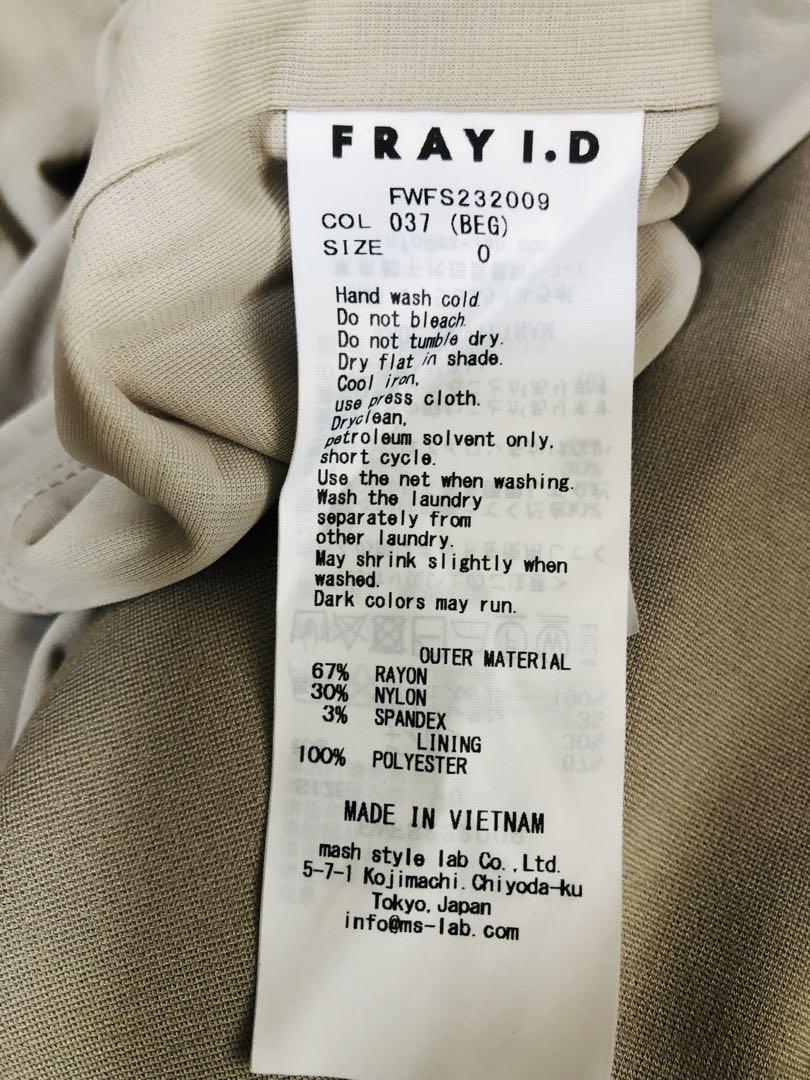 FRAY I.D
FWFS232009
COL 037 (BEG)
SIZE 0
Hand wash cold.
Do not bleach.
Do not tumble dry.
Dry flat in shade.
Cool iron,
use press cloth.
Dryclean,
petroleum solvent only,
short cycle.
Use the net when washing.
Wash the laundry
separately from
other laundry.
May shrink slightly when
washed.
Dark colors may run.
OUTER MATERIAL
67% RAYON
30% NYLON
3% SPANDEX
LINING
100% POLYESTER
MADE IN VIETNAM
mash style lab Co.,Ltd.
5-7-1 Kojimachi. Chiyoda-ku
Tokyo, Japan
info@ms-lab.com